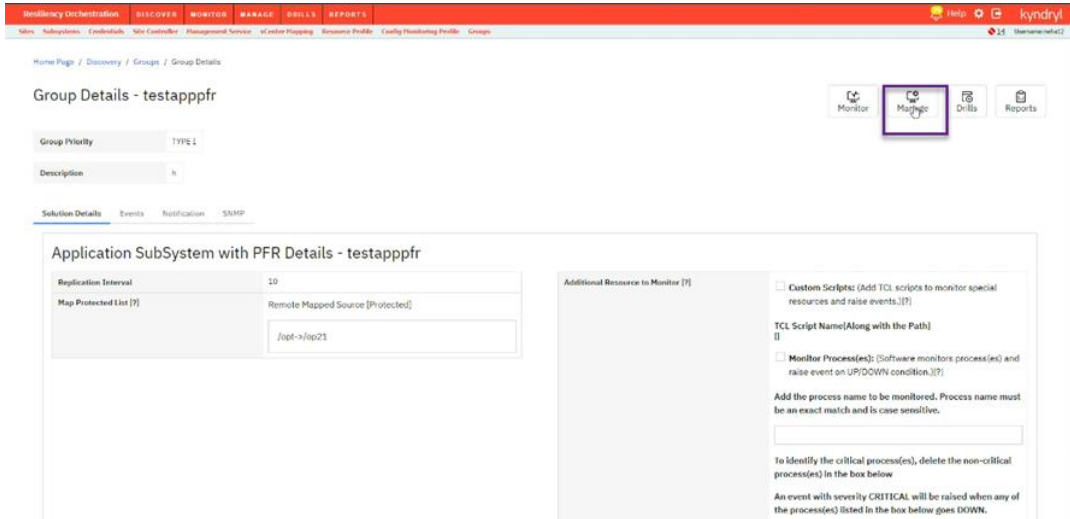 Resiliency Orchestration DISCOVER MONITOR MANAGE DRILLS REPORTS Help kyndryl
Sites Subsystems Credentials Site Controller Management Service vCenter Mapping Resource Profile Config Monitoring Profile Groups 14 Username:neha12
Home Page / Discovery / Groups / Group Details
Group Details - testapppfr
Monitor Manage Drills Reports
Group Priority TYPE1
Description h
Solution Details Events Notification SNMP
Application SubSystem with PFR Details - testapppfr
Replication Interval 10
Map Protected List [?] Remote Mapped Source [Protected]
/opt->/op21
Additional Resource to Monitor [?]
Custom Scripts: (Add TCL scripts to monitor special
resources and raise events.)[?]
TCL Script Name[Along with the Path]
[]
Monitor Process(es): (Software monitors process(es) and
raise event on UP/DOWN condition.)[?]
Add the process name to be monitored. Process name must
be an exact match and is case sensitive.
To identify the critical process(es), delete the non-critical
process(es) in the box below
An event with severity CRITICAL will be raised when any of
the process(es) listed in the box below goes DOWN.